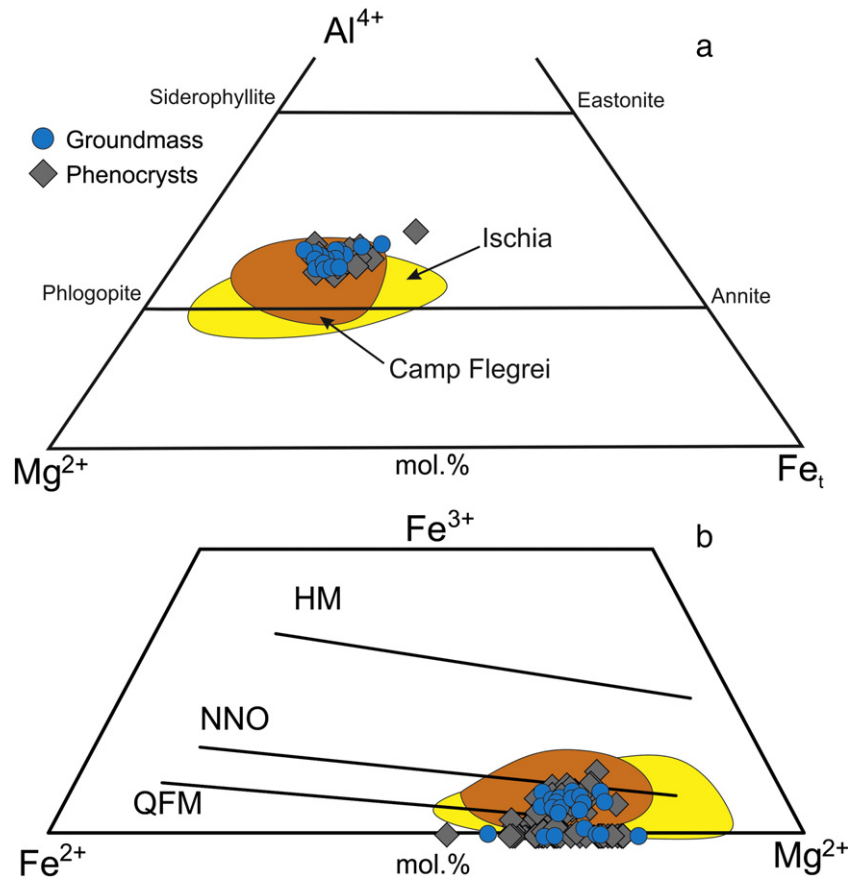 Al4+
a
Siderophyllite
Eastonite
Groundmass
Phenocrysts
Ischia
Phlogopite
Annite
Camp Flegrei
Mg2+
mol.%
Fet
Fe3+
b
HM
NNO
QFM
Fe2+
mol.%
Mg2+